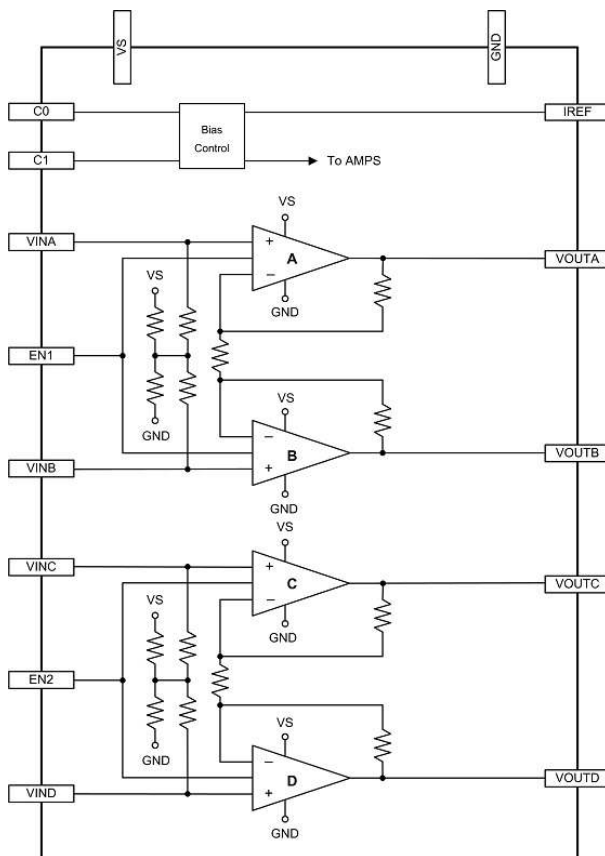 VS
GND
C0
IREF
Bias
Control
C1
To AMPS
VS
VINA
+
A
VOUTA
VS
−
GND
EN1
VS
GND
−
B
VOUTB
VINB
+
GND
VS
VINC
+
C
VOUTC
VS
−
GND
EN2
VS
GND
−
D
VOUTD
VIND
+
GND